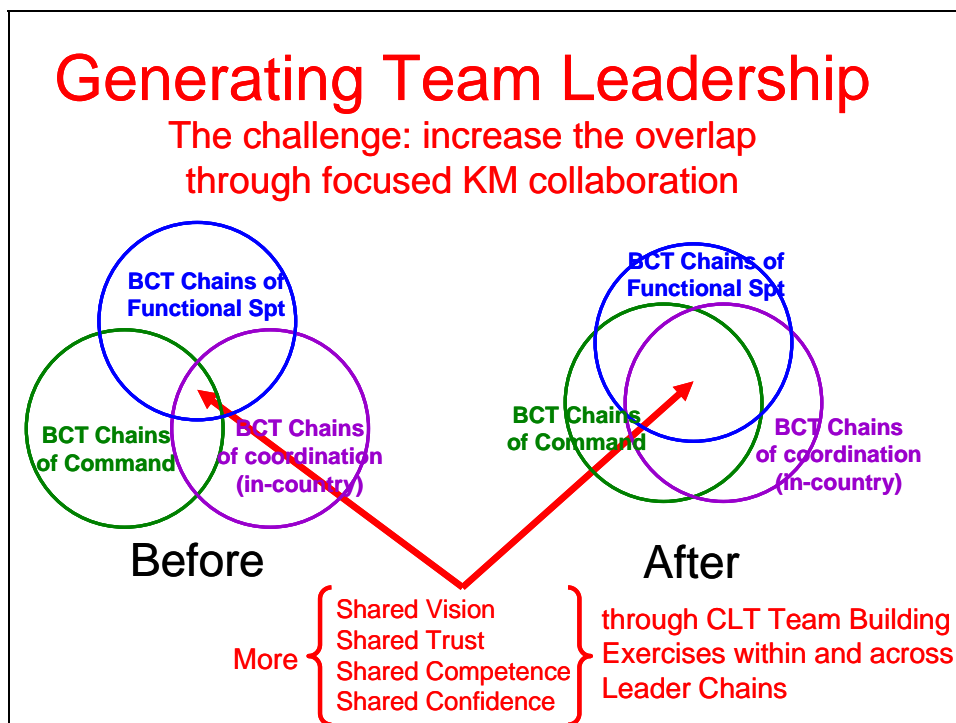 Generating Team Leadership
The challenge: increase the overlap
through focused KM collaboration
BCT Chains of
Functional Spt
BCT Chains
of Command
BCT Chains
of coordination
(in-country)
Before
BCT Chains of
Functional Spt
BCT Chains
of Command
BCT Chains
of coordination
(in-country)
After
More
Shared Vision
Shared Trust
Shared Competence
Shared Confidence
through CLT Team Building
Exercises within and across
Leader Chains